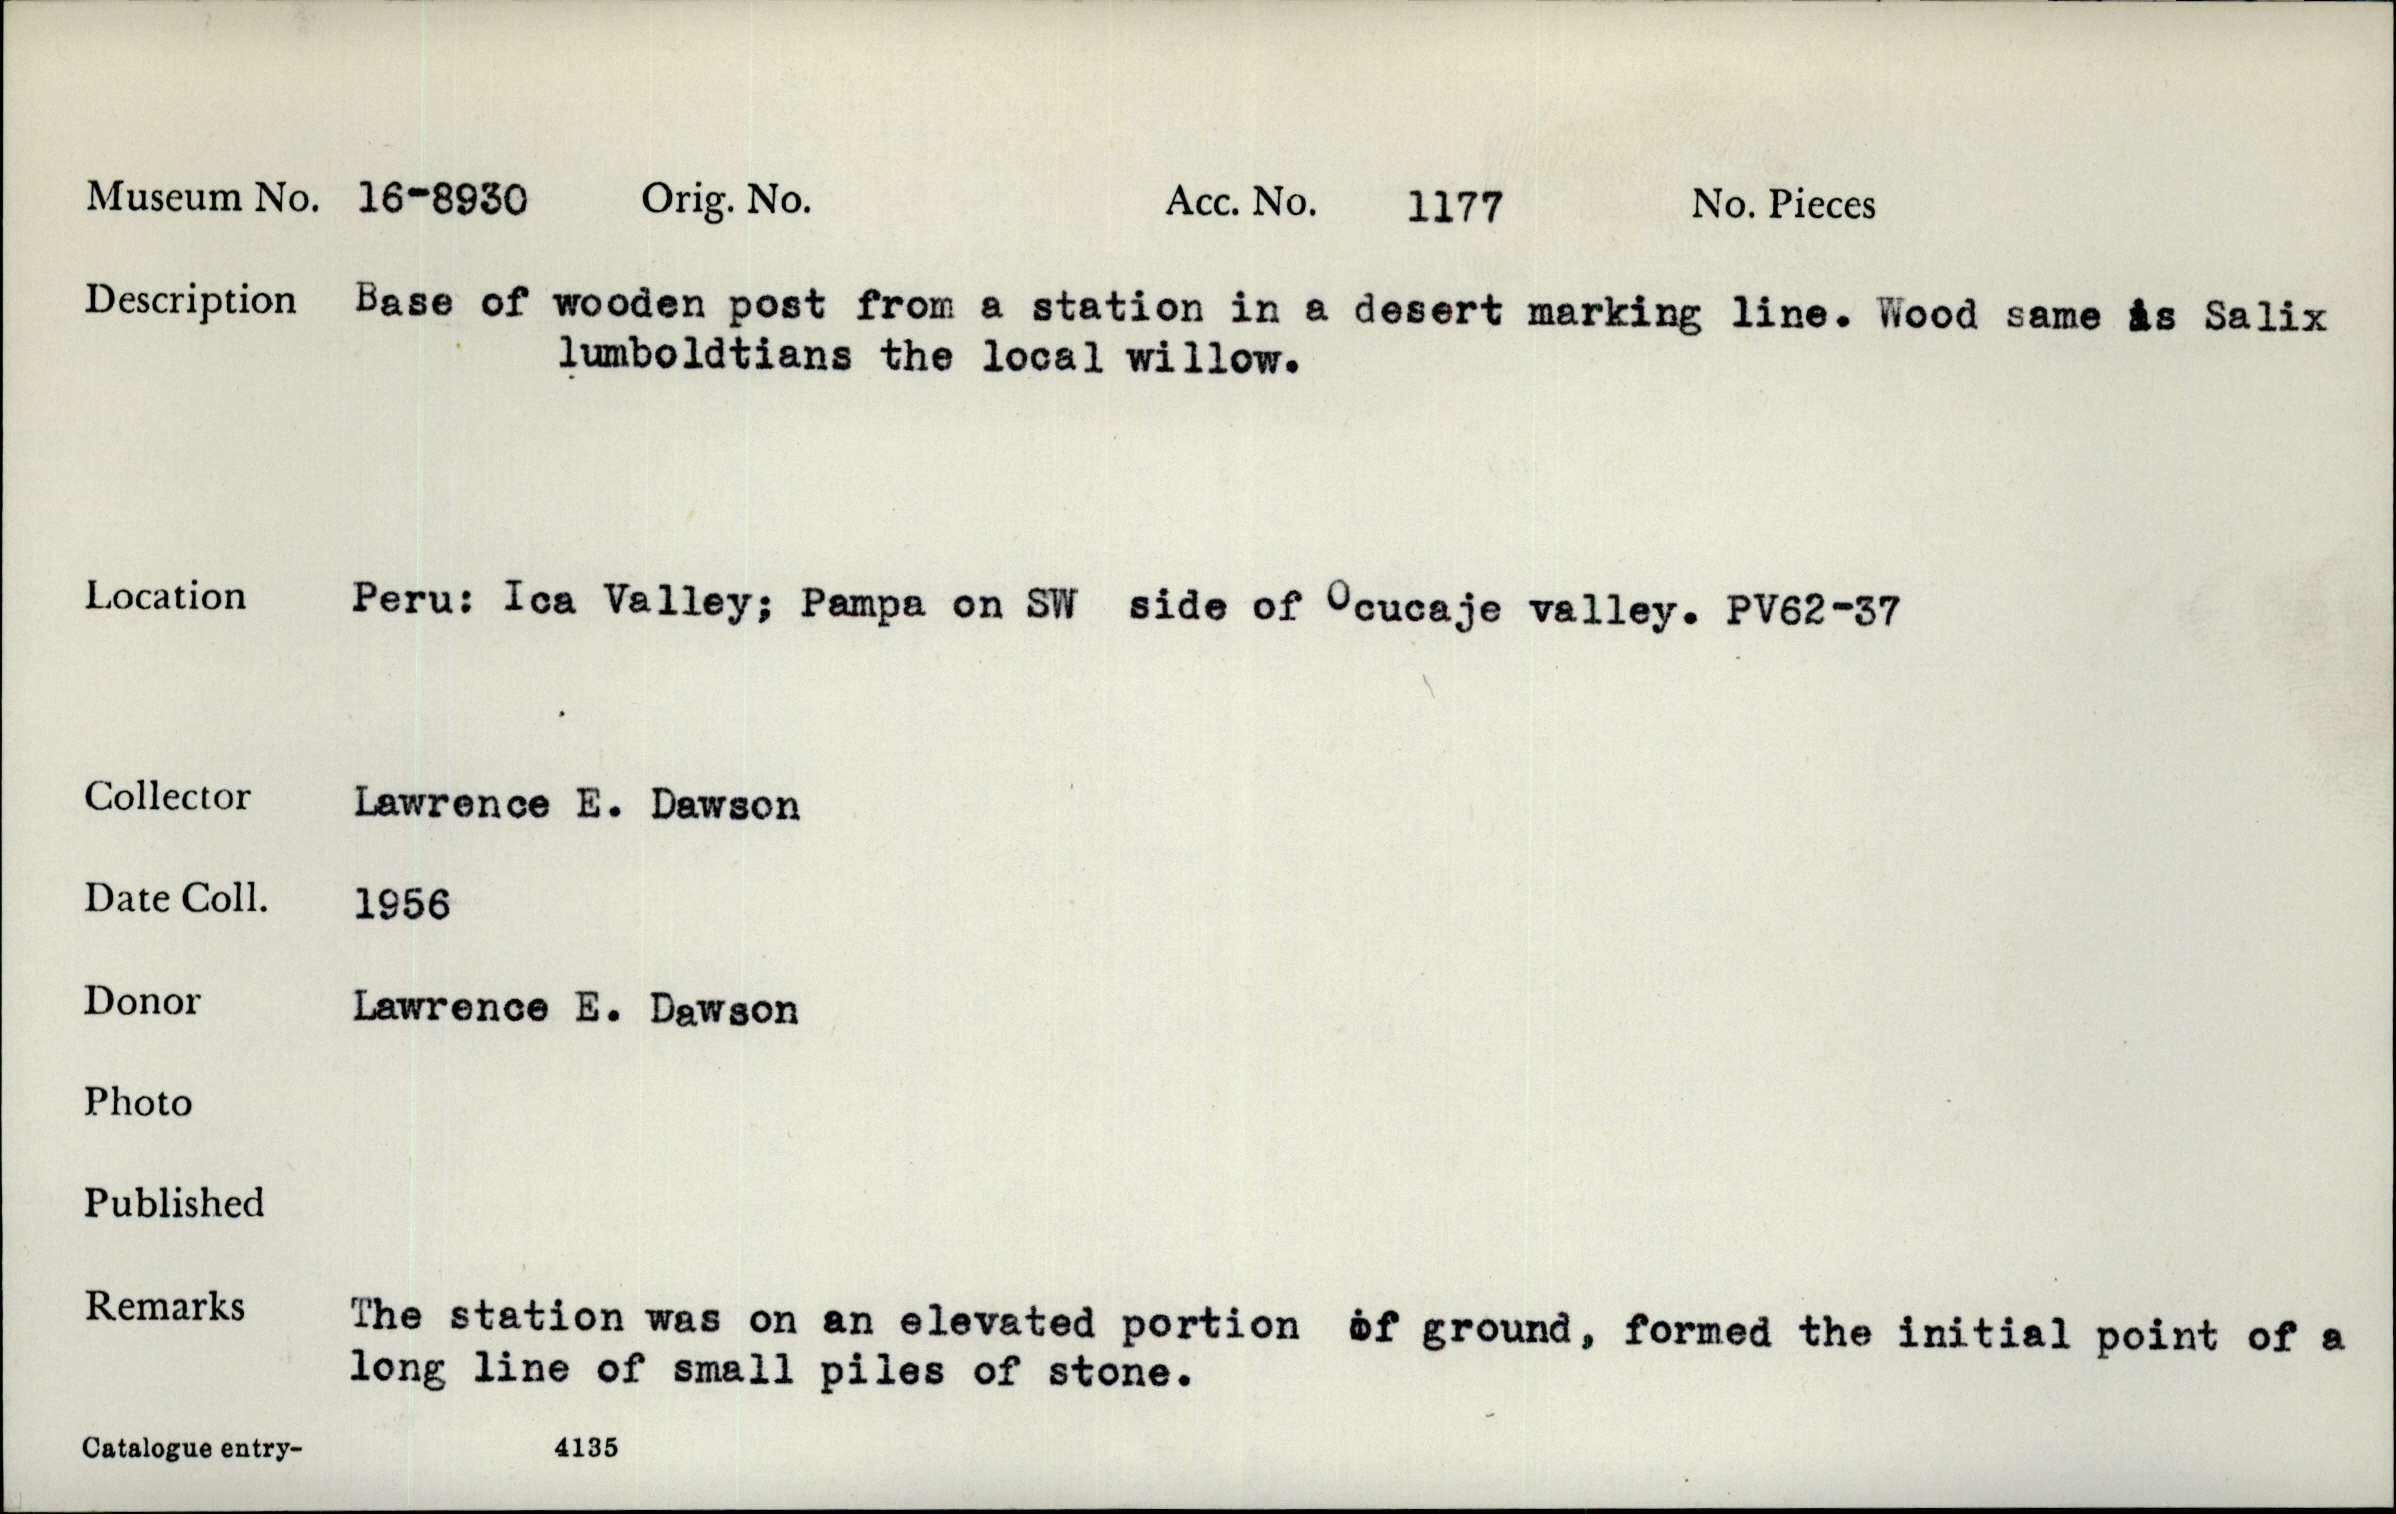 Museum No. 16-8930 Orig. No. Acc. No. 1177 No. Pieces
Description Base of wooden post from a station in a desert marking line. Wood same as Salix
lumboldtians the local willow.
Location Peru: Ica Valley; Pampa on SW side of Ocucaje valley. PV62-37
Collector Lawrence E. Dawson
Date Coll. 1956
Donor Lawrence E. Dawson
Photo
Published
Remarks The station was on an elevated portion of ground, formed the initial point of a
long line of small piles of stone.
Catalogue entry- 4135